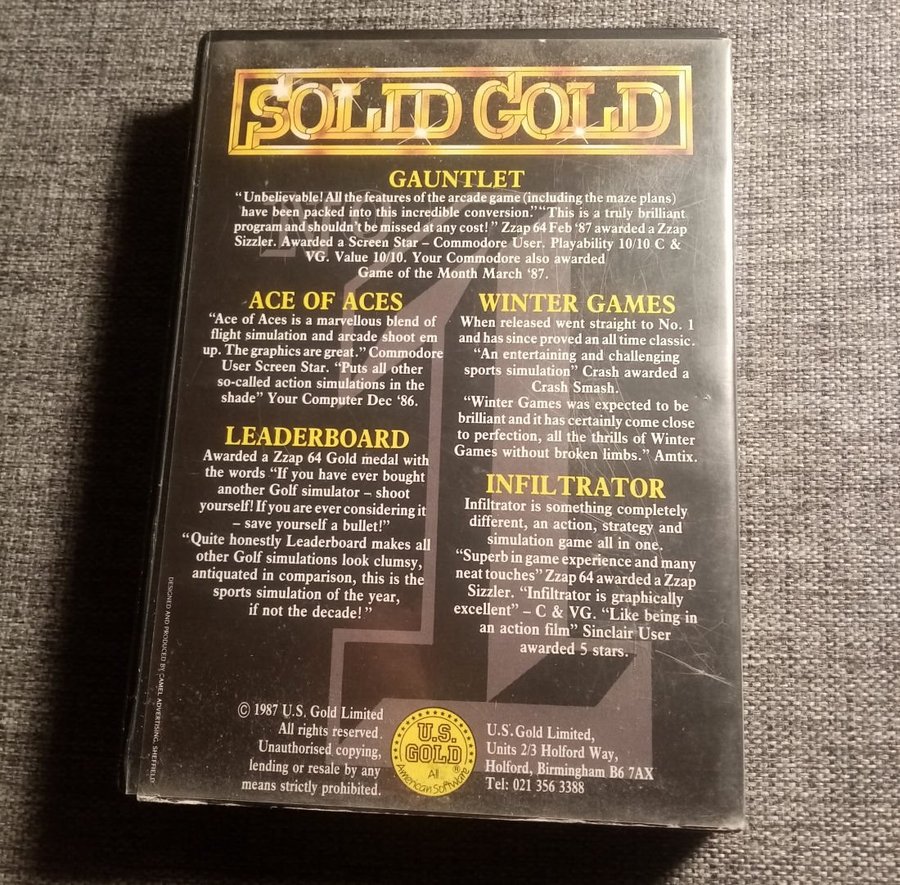 SOLID GOLD
GAUNTLET
"Unbelievable! All the features of the arcade game (including the maze plans)
have been packed into this incredible conversion." "This is a truly brilliant
program and shouldn't be missed at any cost!" Zzap 64 Feb '87 awarded a Zzap
Sizzler. Awarded a Screen Star – Commodore User. Playability 10/10 C &
VG. Value 10/10. Your Commodore also awarded
Game of the Month March '87.
ACE OF ACES
"Ace of Aces is a marvellous blend of
flight simulation and arcade shoot em
up. The graphics are great." Commodore
User Screen Star. "Puts all other
so-called action simulations in the
shade" Your Computer Dec '86.
LEADERBOARD
Awarded a Zzap 64 Gold medal with
the words "If you have ever bought
another Golf simulator – shoot
yourself! If you are ever considering it
– save yourself a bullet!"
"Quite honestly Leaderboard makes all
other Golf simulations look clumsy,
antiquated in comparison, this is the
sports simulation of the year,
if not the decade!"
WINTER GAMES
When released went straight to No. 1
and has since proved an all time classic.
"An entertaining and challenging
sports simulation" Crash awarded a
Crash Smash.
"Winter Games was expected to be
brilliant and it has certainly come close
to perfection, all the thrills of Winter
Games without broken limbs." Amtix.
INFILTRATOR
Infiltrator is something completely
different, an action, strategy and
simulation game all in one.
"Superb in game experience and many
neat touches" Zzap 64 awarded a Zzap
Sizzler. "Infiltrator is graphically
excellent" – C & VG. "Like being in
an action film" Sinclair User
awarded 5 stars.
DESIGNED AND PRODUCED BY CAMEL ADVERTISING, SHEFFIELD
© 1987 U.S. Gold Limited
All rights reserved.
Unauthorised copying,
lending or resale by any
means strictly prohibited.
U.S.
GOLD
®
All
American Software
U.S. Gold Limited,
Units 2/3 Holford Way,
Holford, Birmingham B6 7AX
Tel: 021 356 3388